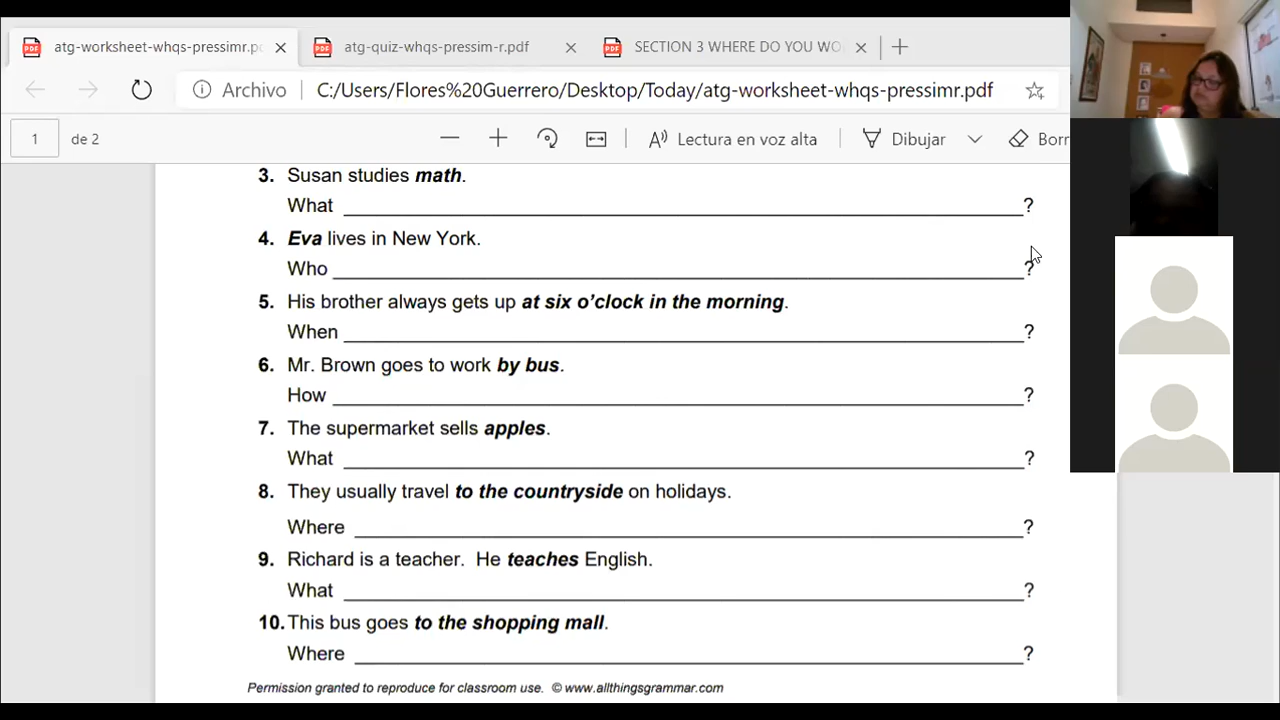 atg-worksheet-whqs-pressimr.p
atg-quiz-whqs-pressim-r.pdf
SECTION 3 WHERE DO YOU WO
Archivo C:/Users/Flores%20Guerrero/Desktop/Today/atg-worksheet-whqs-pressimr.pdf
1 de 2 Lectura en voz alta Dibujar Borr
3. Susan studies math.
What ?
4. Eva lives in New York.
Who ?
5. His brother always gets up at six o’clock in the morning.
When ?
6. Mr. Brown goes to work by bus.
How ?
7. The supermarket sells apples.
What ?
8. They usually travel to the countryside on holidays.
Where ?
9. Richard is a teacher. He teaches English.
What ?
10. This bus goes to the shopping mall.
Where ?
Permission granted to reproduce for classroom use. © www.allthingsgrammar.com